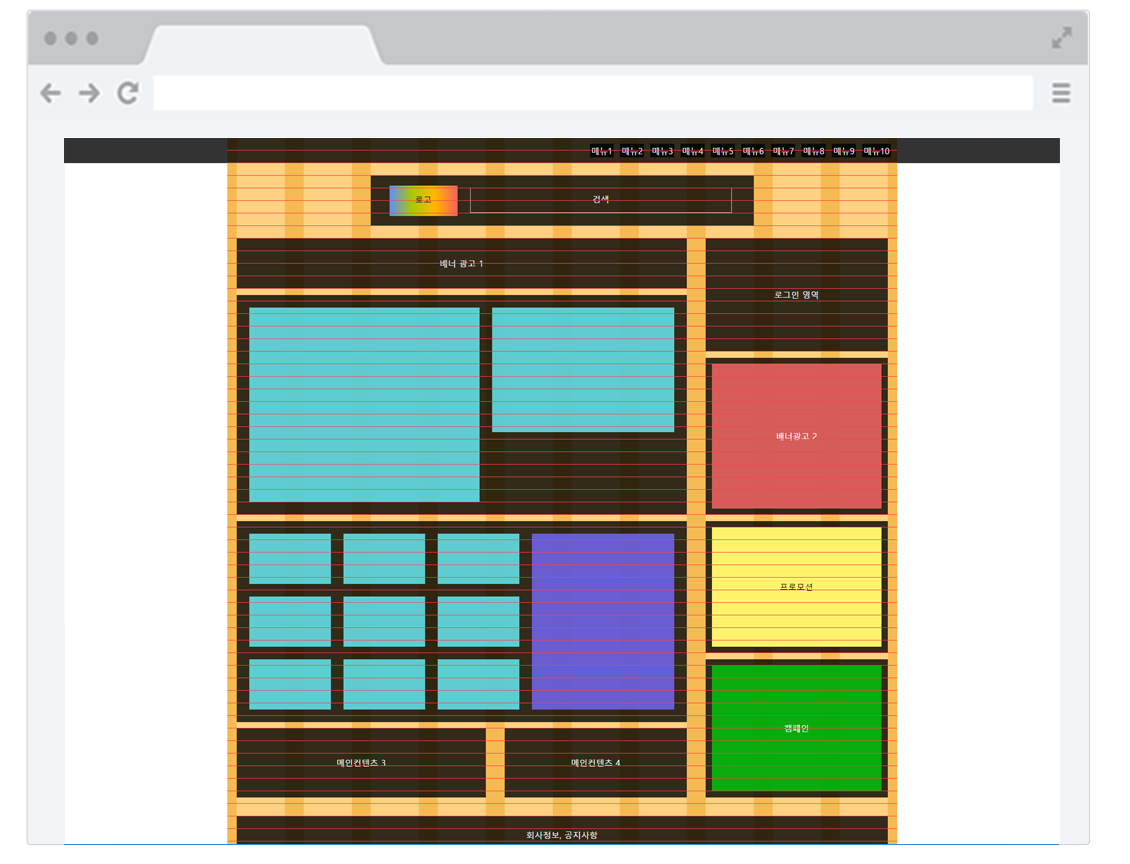 메뉴1 메뉴2 메뉴3 메뉴4 메뉴5 메뉴6 메뉴7 메뉴8 메뉴9 메뉴10
로고 검색
배너 광고 1
로그인 영역
배너광고 2
프로모션
캠페인
메인컨텐츠 3 메인컨텐츠 4
회사정보, 공지사항